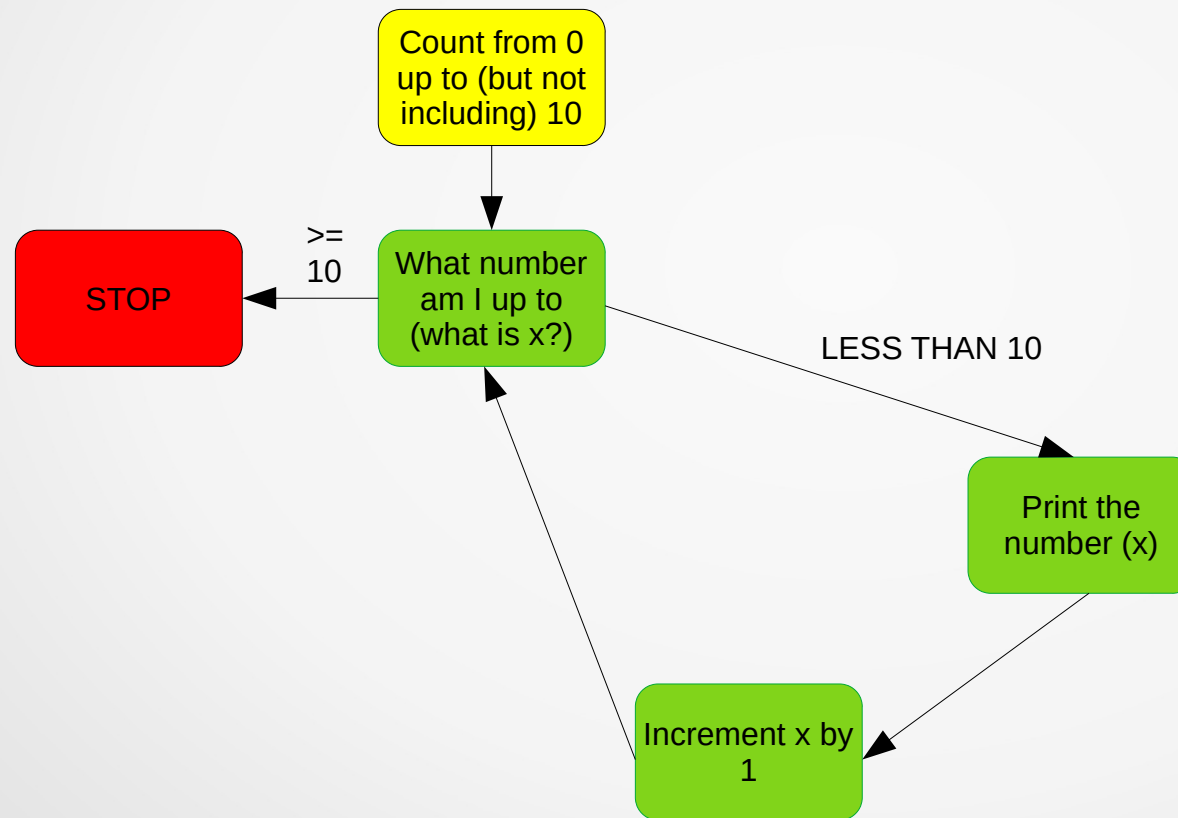 Count from 0
up to (but not
including) 10
>=
10
What number
am I up to
(what is x?)
STOP
LESS THAN 10
Print the
number (x)
Increment x by
1